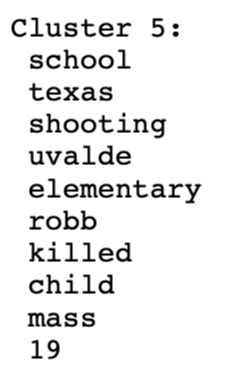 Cluster 5:
school
texas
shooting
uvalde
elementary
robb
killed
child
mass
19